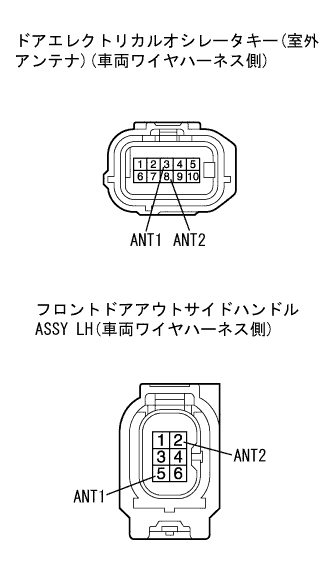 ドアエレクトリカルオシレータキー(室外
アンテナ)(車両ワイヤハーネス側)
1 2 3 4 5
6 7 8 9 10
ANT1 ANT2
フロントドアアウトサイドハンドル
ASSY LH(車両ワイヤハーネス側)
1 2
3 4
ANT2
5 6
ANT1